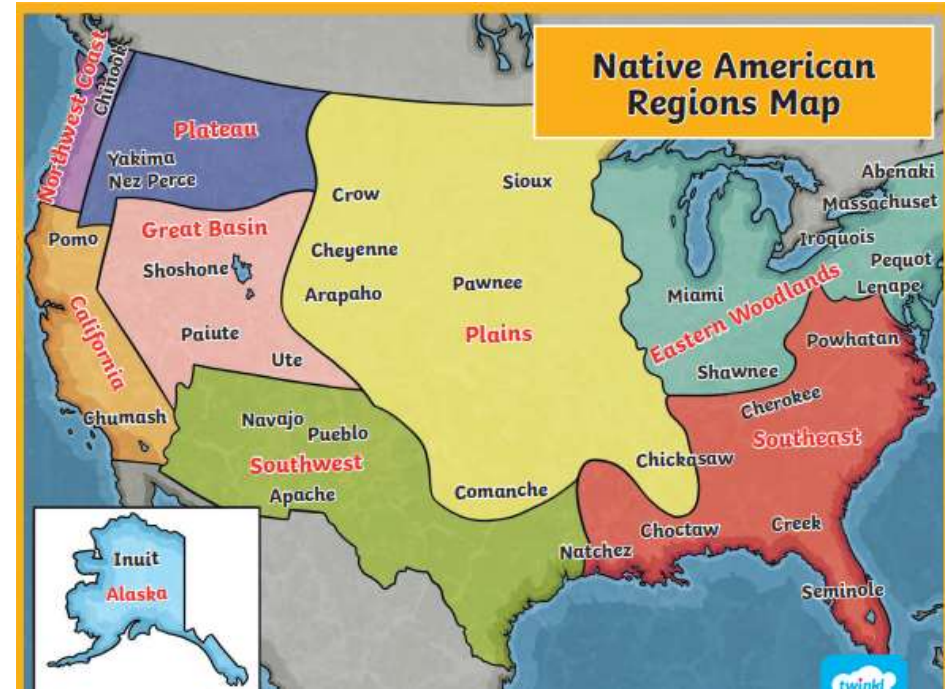 Native American
Regions Map
Northwest Coast
Chinook
Plateau
Yakima
Nez Perce
Great Basin
Shoshone
Paiute
Ute
Pomo
California
Chumash
Crow
Sioux
Cheyenne
Arapaho
Pawnee
Plains
Comanche
Navajo
Pueblo
Southwest
Apache
Abenaki
Massachuset
Iroquois
Pequot
Lenape
Miami
Eastern Woodlands
Shawnee
Powhatan
Cherokee
Southeast
Chickasaw
Choctaw
Creek
Natchez
Seminole
Inuit
Alaska
twinkl